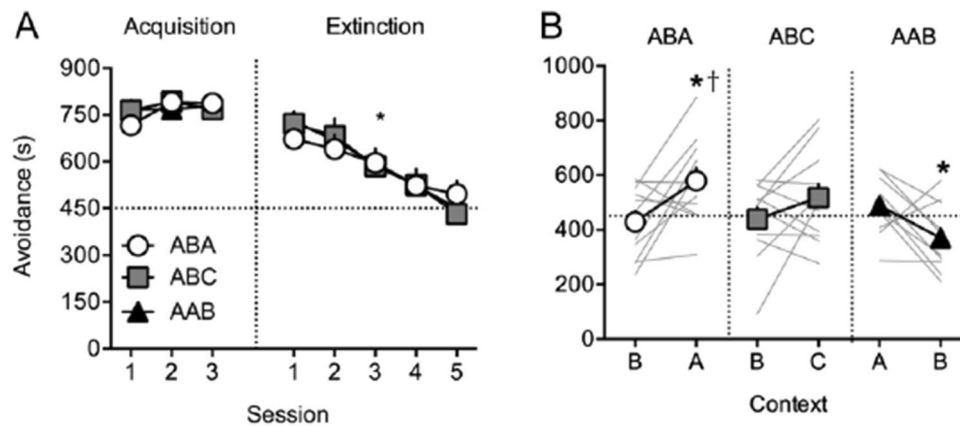 A
Acquisition
Extinction
900
750
600
450
300
150
0
Avoidance (s)
*
ABA
ABC
AAB
1 2 3 1 2 3 4 5
Session
B
ABA ABC AAB
1000
800
600
400
200
0
*†
*
B A B C A B
Context